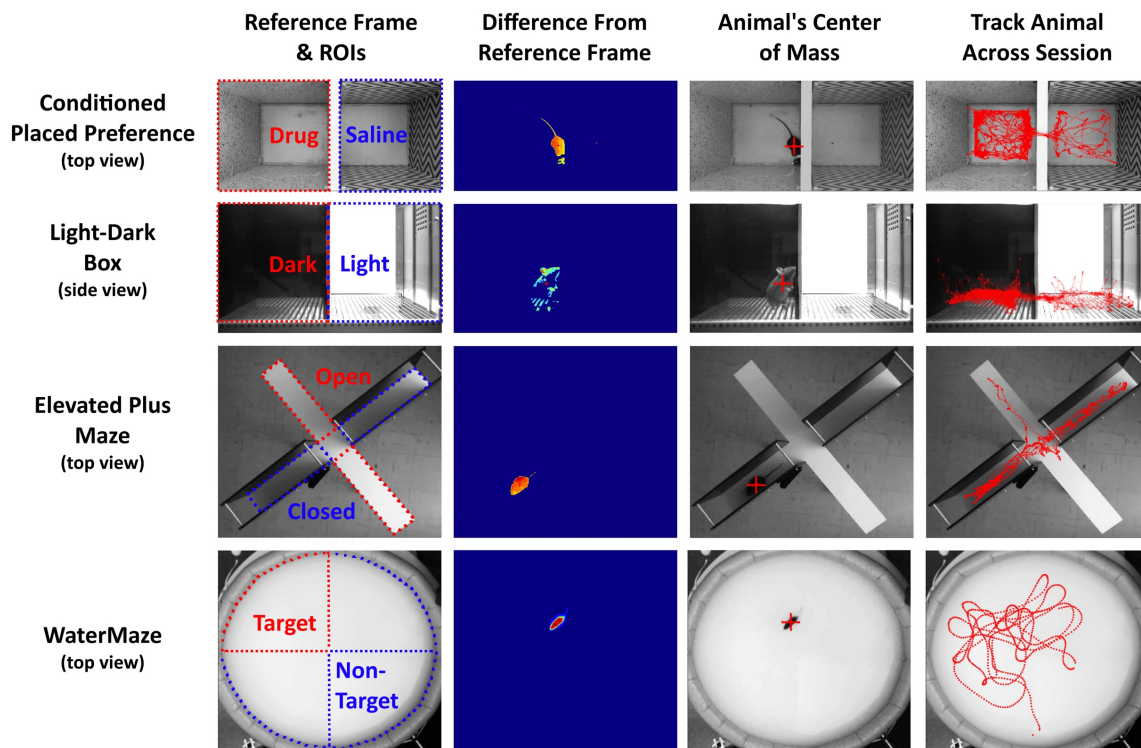 Reference Frame
& ROIs
Difference From
Reference Frame
Animal's Center
of Mass
Track Animal
Across Session
Conditioned
Placed Preference
(top view)
Drug
Saline
Light-Dark
Box
(side view)
Dark
Light
Elevated Plus
Maze
(top view)
Open
Closed
WaterMaze
(top view)
Target
Non-
Target